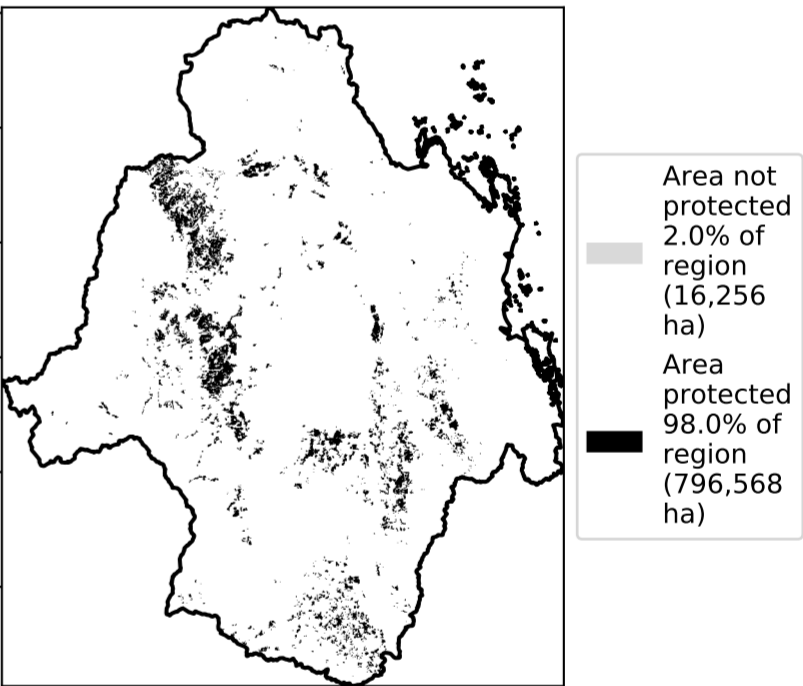 Area not
protected
2.0% of
region
(16,256
ha)
Area
protected
98.0% of
region
(796,568
ha)